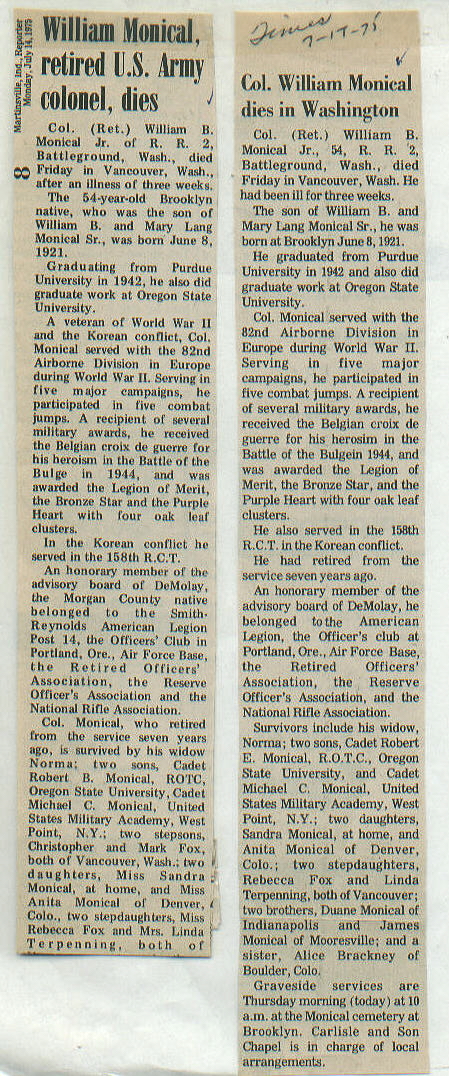 Martinsville, Ind., Reporter
Monday, July 14, 1975
8
William Monical,
retired U.S. Army
colonel, dies
Col. (Ret.) William B.
Monical Jr. of R. R. 2,
Battleground, Wash., died
Friday in Vancouver, Wash.,
after an illness of three weeks.
The 54-year-old Brooklyn
native, who was the son of
William B. and Mary Lang
Monical Sr., was born June 8,
1921.
Graduating from Purdue
University in 1942, he also did
graduate work at Oregon State
University.
A veteran of World War II
and the Korean conflict, Col.
Monical served with the 82nd
Airborne Division in Europe
during World War II. Serving in
five major campaigns, he
participated in five combat
jumps. A recipient of several
military awards, he received
the Belgian croix de guerre for
his heroism in the Battle of the
Bulge in 1944, and was
awarded the Legion of Merit,
the Bronze Star and the Purple
Heart with four oak leaf
clusters.
In the Korean conflict he
served in the 158th R.C.T.
An honorary member of the
advisory board of DeMolay,
the Morgan County native
belonged to the Smith-
Reynolds American Legion
Post 14, the Officers' Club in
Portland, Ore., Air Force Base,
the Retired Officers'
Association, the Reserve
Officer's Association and the
National Rifle Association.
Col. Monical, who retired
from the service seven years
ago, is survived by his widow
Norma; two sons, Cadet
Robert B. Monical, ROTC,
Oregon State University, Cadet
Michael C. Monical, United
States Military Academy, West
Point, N.Y.; two stepsons,
Christopher and Mark Fox,
both of Vancouver, Wash.; two
daughters, Miss Sandra
Monical, at home, and Miss
Anita Monical of Denver,
Colo., two stepdaughters, Miss
Rebecca Fox and Mrs. Linda
Terpenning, both of
Times
7-17-75
Col. William Monical
dies in Washington
Col. (Ret.) William B.
Monical Jr., 54, R. R. 2,
Battleground, Wash., died
Friday in Vancouver, Wash. He
had been ill for three weeks.
The son of William B. and
Mary Lang Monical Sr., he was
born at Brooklyn June 8, 1921.
He graduated from Purdue
University in 1942 and also did
graduate work at Oregon State
University.
Col. Monical served with the
82nd Airborne Division in
Europe during World War II.
Serving in five major
campaigns, he participated in
five combat jumps. A recipient
of several military awards, he
received the Belgian croix de
guerre for his herosim in the
Battle of the Bulgein 1944, and
was awarded the Legion of
Merit, the Bronze Star, and the
Purple Heart with four oak leaf
clusters.
He also served in the 158th
R.C.T. in the Korean conflict.
He had retired from the
service seven years ago.
An honorary member of the
advisory board of DeMolay, he
belonged to the American
Legion, the Officer's club at
Portland, Ore., Air Force Base,
the Retired Officers'
Association, the Reserve
Officer's Association, and the
National Rifle Association.
Survivors include his widow,
Norma; two sons, Cadet Robert
E. Monical, R.O.T.C., Oregon
State University, and Cadet
Michael C. Monical, United
States Military Academy, West
Point, N.Y.; two daughters,
Sandra Monical, at home, and
Anita Monical of Denver,
Colo.; two stepdaughters,
Rebecca Fox and Linda
Terpenning, both of Vancouver;
two brothers, Duane Monical of
Indianapolis and James
Monical of Mooresville; and a
sister, Alice Brackney of
Boulder, Colo.
Graveside services are
Thursday morning (today) at 10
a.m. at the Monical cemetery at
Brooklyn. Carlisle and Son
Chapel is in charge of local
arrangements.